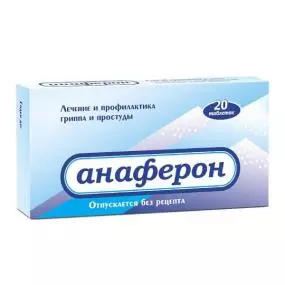 Лечение и профилактика
гриппа и простуды
20
таблеток
анаферон
Отпускается без рецепта